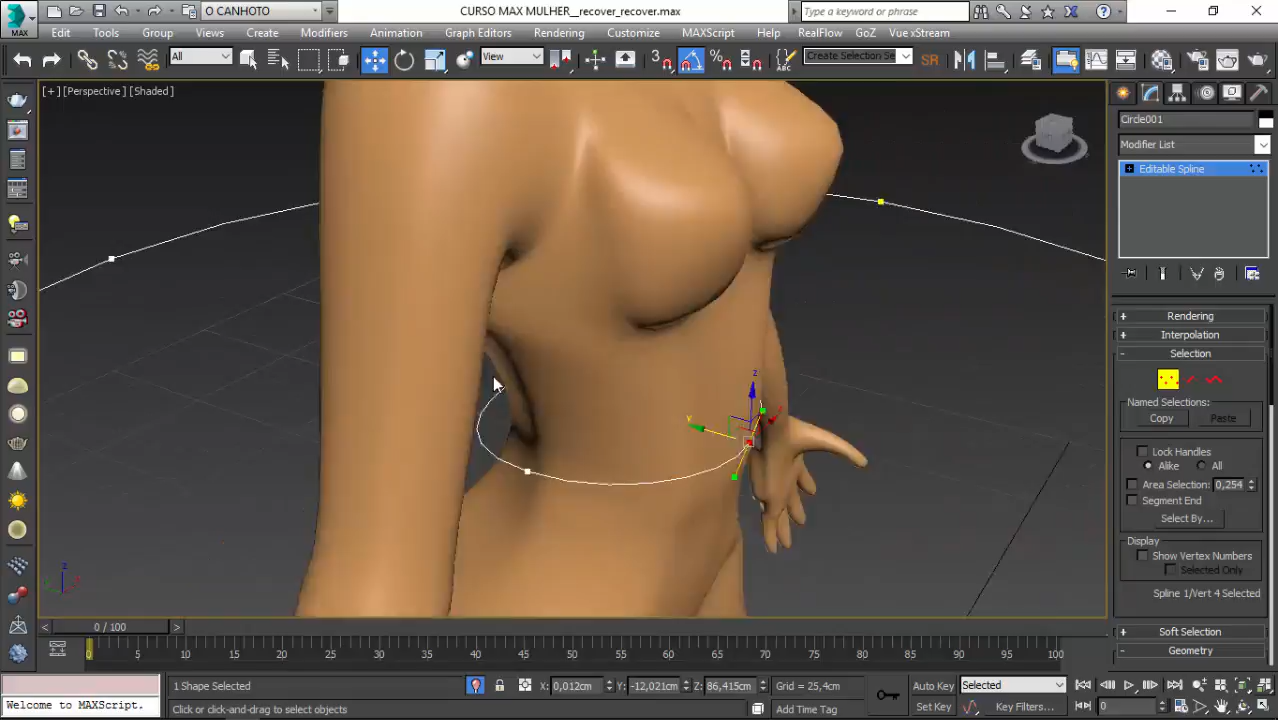 O CANHOTO
CURSO MAX MULHER__recover_recover.max
Type a keyword or phrase
MAX
Edit Tools Group Views Create Modifiers Animation Graph Editors Rendering Customize MAXScript Help RealFlow GoZ Vue xStream
All
View
3
Create Selection Se
SR
[+] [Perspective] [Shaded]
Circle001
Modifier List
Editable Spline
+ Rendering
+ Interpolation
- Selection
Named Selections:
Copy Paste
Lock Handles
Alike All
Area Selection: 0,254
Segment End
Select By...
Display
Show Vertex Numbers
Selected Only
Spline 1/Vert 4 Selected
+ Soft Selection
- Geometry
z
y
x
z
< 0 / 100 >
0 5 10 15 20 25 30 35 40 45 50 55 60 65 70 75 80 85 90 95 100
1 Shape Selected X: 0,012cm Y: -12,021cm Z: 86,415cm Grid = 25,4cm Auto Key Selected
Welcome to MAXScript. Click or click-and-drag to select objects Add Time Tag Set Key Key Filters... 0